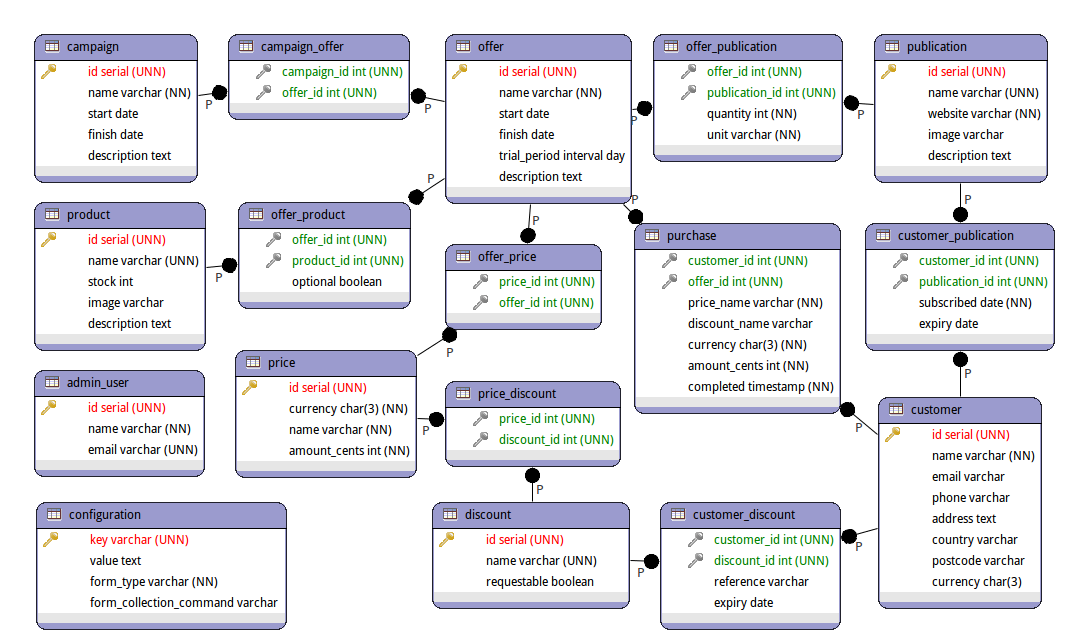 campaign
id serial (UNN)
name varchar (NN)
start date
finish date
description text
P
campaign_offer
campaign_id int (UNN)
offer_id int (UNN)
P
offer
id serial (UNN)
name varchar (NN)
start date
finish date
trial_period interval day
description text
P
offer_publication
offer_id int (UNN)
publication_id int (UNN)
quantity int (NN)
unit varchar (NN)
P
publication
id serial (UNN)
name varchar (UNN)
website varchar (NN)
image varchar
description text
P
product
id serial (UNN)
name varchar (UNN)
stock int
image varchar
description text
P
offer_product
offer_id int (UNN)
product_id int (UNN)
optional boolean
P
P
offer_price
price_id int (UNN)
offer_id int (UNN)
P
P
purchase
customer_id int (UNN)
offer_id int (UNN)
price_name varchar (NN)
discount_name varchar
currency char(3) (NN)
amount_cents int (NN)
completed timestamp (NN)
P
customer_publication
customer_id int (UNN)
publication_id int (UNN)
subscribed date (NN)
expiry date
P
admin_user
id serial (UNN)
name varchar (NN)
email varchar (UNN)
price
id serial (UNN)
currency char(3) (NN)
name varchar (NN)
amount_cents int (NN)
P
price_discount
price_id int (UNN)
discount_id int (UNN)
P
customer
id serial (UNN)
name varchar (NN)
email varchar
phone varchar
address text
country varchar
postcode varchar
currency char(3)
configuration
key varchar (UNN)
value text
form_type varchar (NN)
form_collection_command varchar
discount
id serial (UNN)
name varchar (UNN)
requestable boolean
P
customer_discount
customer_id int (UNN)
discount_id int (UNN)
reference varchar
expiry date
P